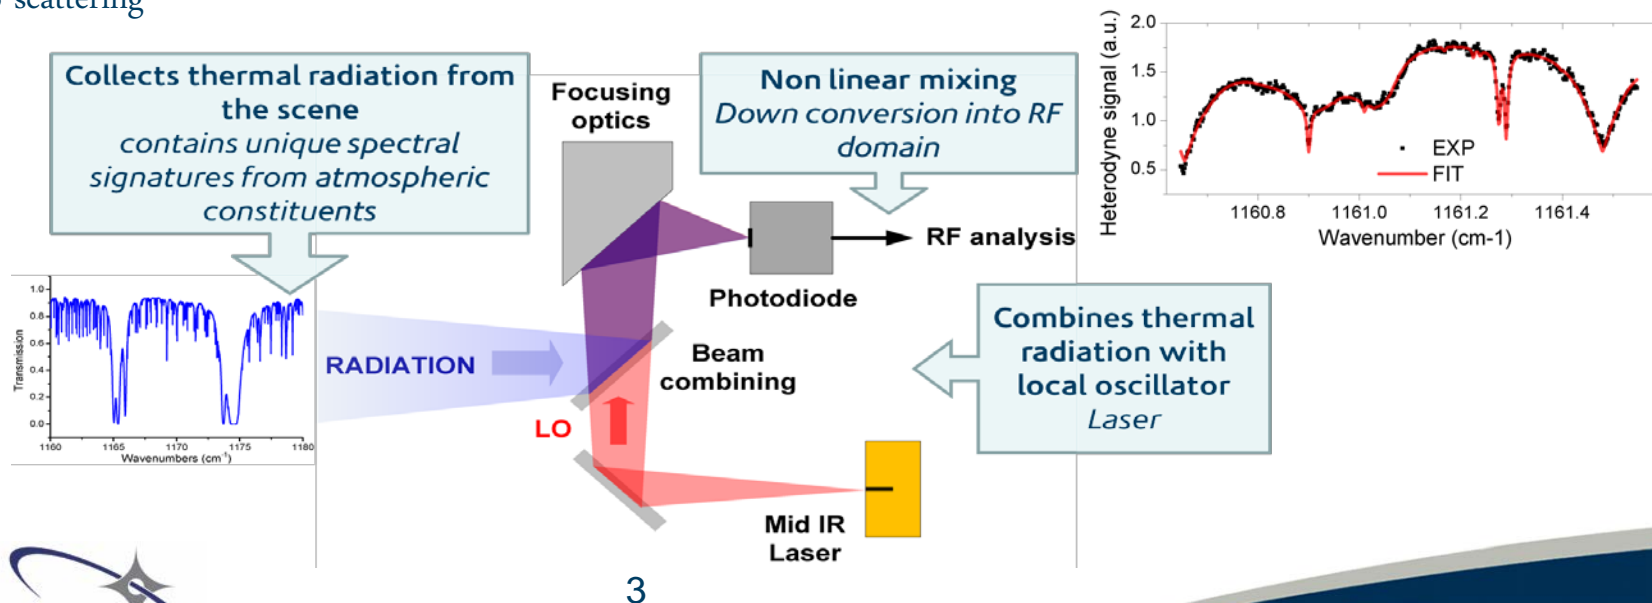 scattering
Collects thermal radiation from
the scene
contains unique spectral
signatures from atmospheric
constituents
Focusing
optics
Non linear mixing
Down conversion into RF
domain
RF analysis
Photodiode
RADIATION
Beam
combining
LO
Combines thermal
radiation with
local oscillator
Laser
Mid IR
Laser
Transmission
1.0
0.8
0.6
0.4
0.2
0.0
1160 1165 1170 1175 1180
Wavenumbers (cm⁻¹)
Heterodyne signal (a.u.)
2.0
1.5
1.0
0.5
EXP
FIT
1160.8 1161.0 1161.2 1161.4
Wavenumber (cm-1)
3